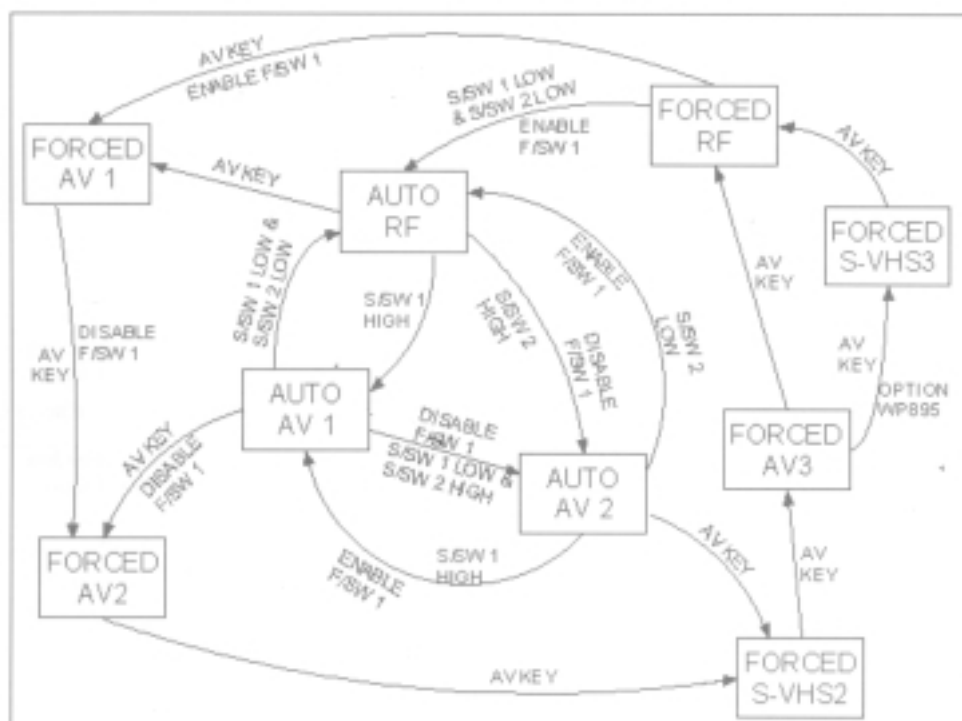 AV KEY
ENABLE F/SW 1
S/SW 1 LOW
& S/SW 2 LOW
ENABLE
F/SW 1
FORCED
RF
FORCED
AV 1
AV KEY
AV KEY
AUTO
RF
FORCED
S-VHS3
S/SW 1 LOW &
S/SW 2 LOW
ENABLE
F/SW 1
AV
KEY
S/SW 1
HIGH
S/SW 2
HIGH
DISABLE
F/SW 1
S/SW 2
LOW
DISABLE
F/SW 1
AV
KEY
AV
KEY
OPTION
WP895
AUTO
AV 1
DISABLE
F/SW 1
S/SW 1 LOW &
S/SW 2 HIGH
FORCED
AV3
AV KEY
DISABLE
F/SW 1
AUTO
AV 2
FORCED
AV2
ENABLE
F/SW 1
S/SW 1
HIGH
AV KEY
AV
KEY
AV KEY
FORCED
S-VHS2